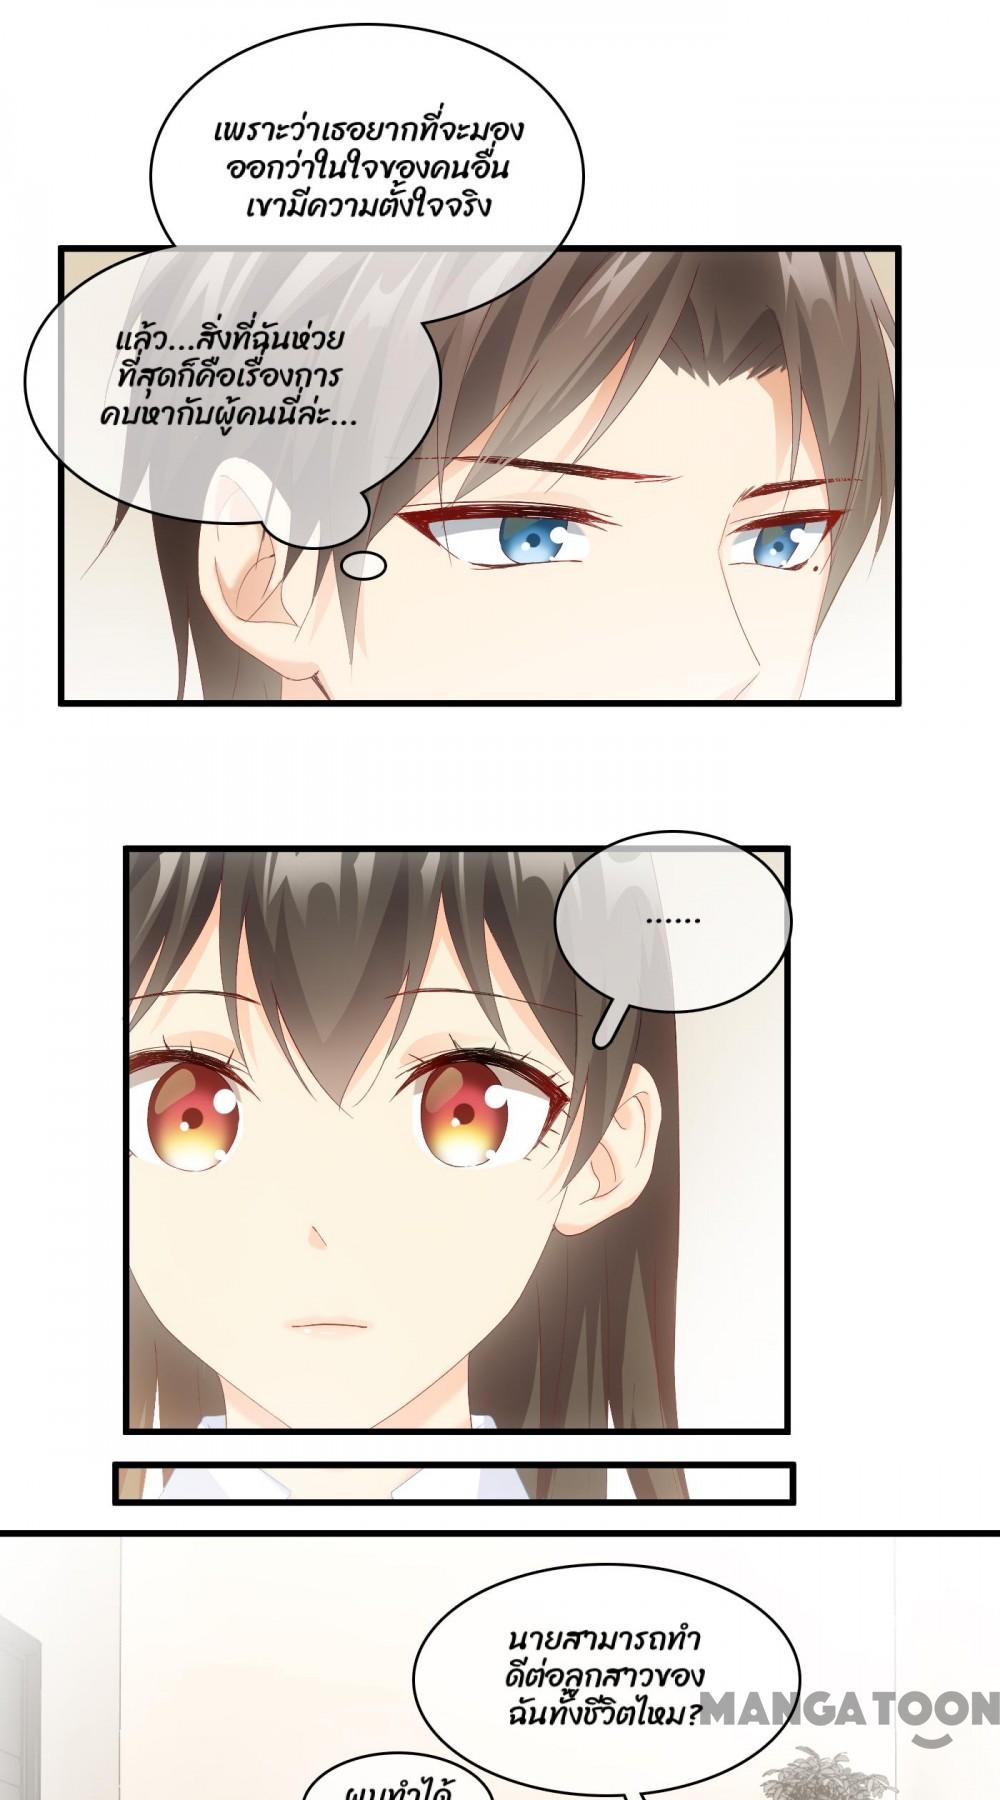 เพราะว่าเธอยากที่จะมอง
ออกว่าในใจของคนอื่น
เขามีความตั้งใจจริง
แล้ว...สิ่งที่ฉันห่วย
ที่สุดก็คือเรื่องการ
คบหากับผู้คนนี่ล่ะ...
......
นายสามารถทำ
ดีต่อลูกสาวของ
ฉันทั้งชีวิตไหม?
MANGATOON
ผมทำได้